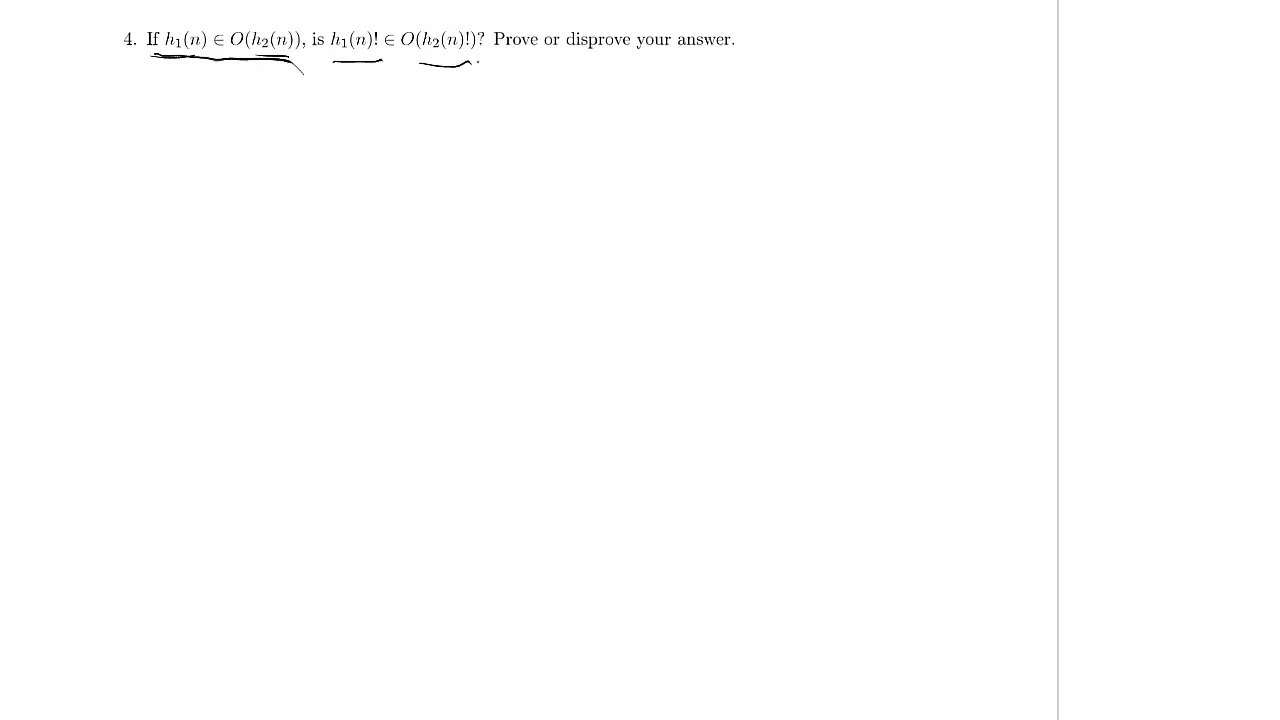 4. If h₁(n) ∈ O(h₂(n)), is h₁(n)! ∈ O(h₂(n)!)? Prove or disprove your answer.